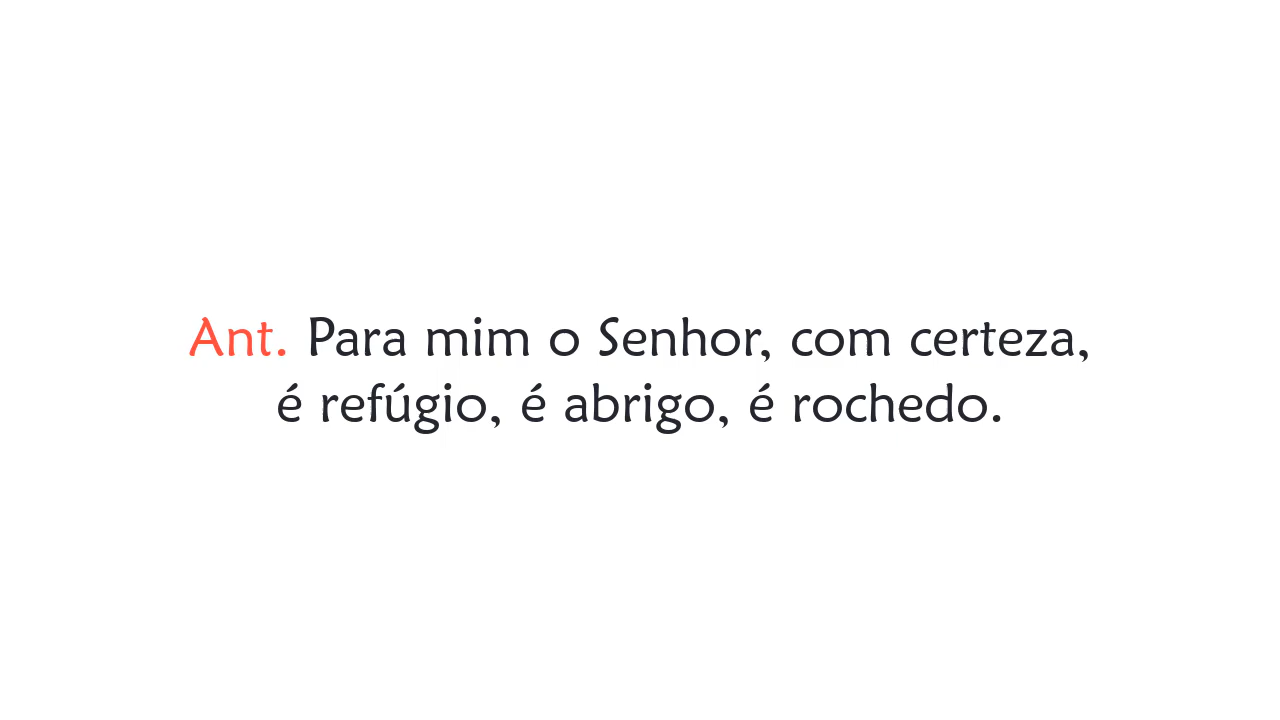 Ant. Para mim o Senhor, com certeza,
é refúgio, é abrigo, é rochedo.